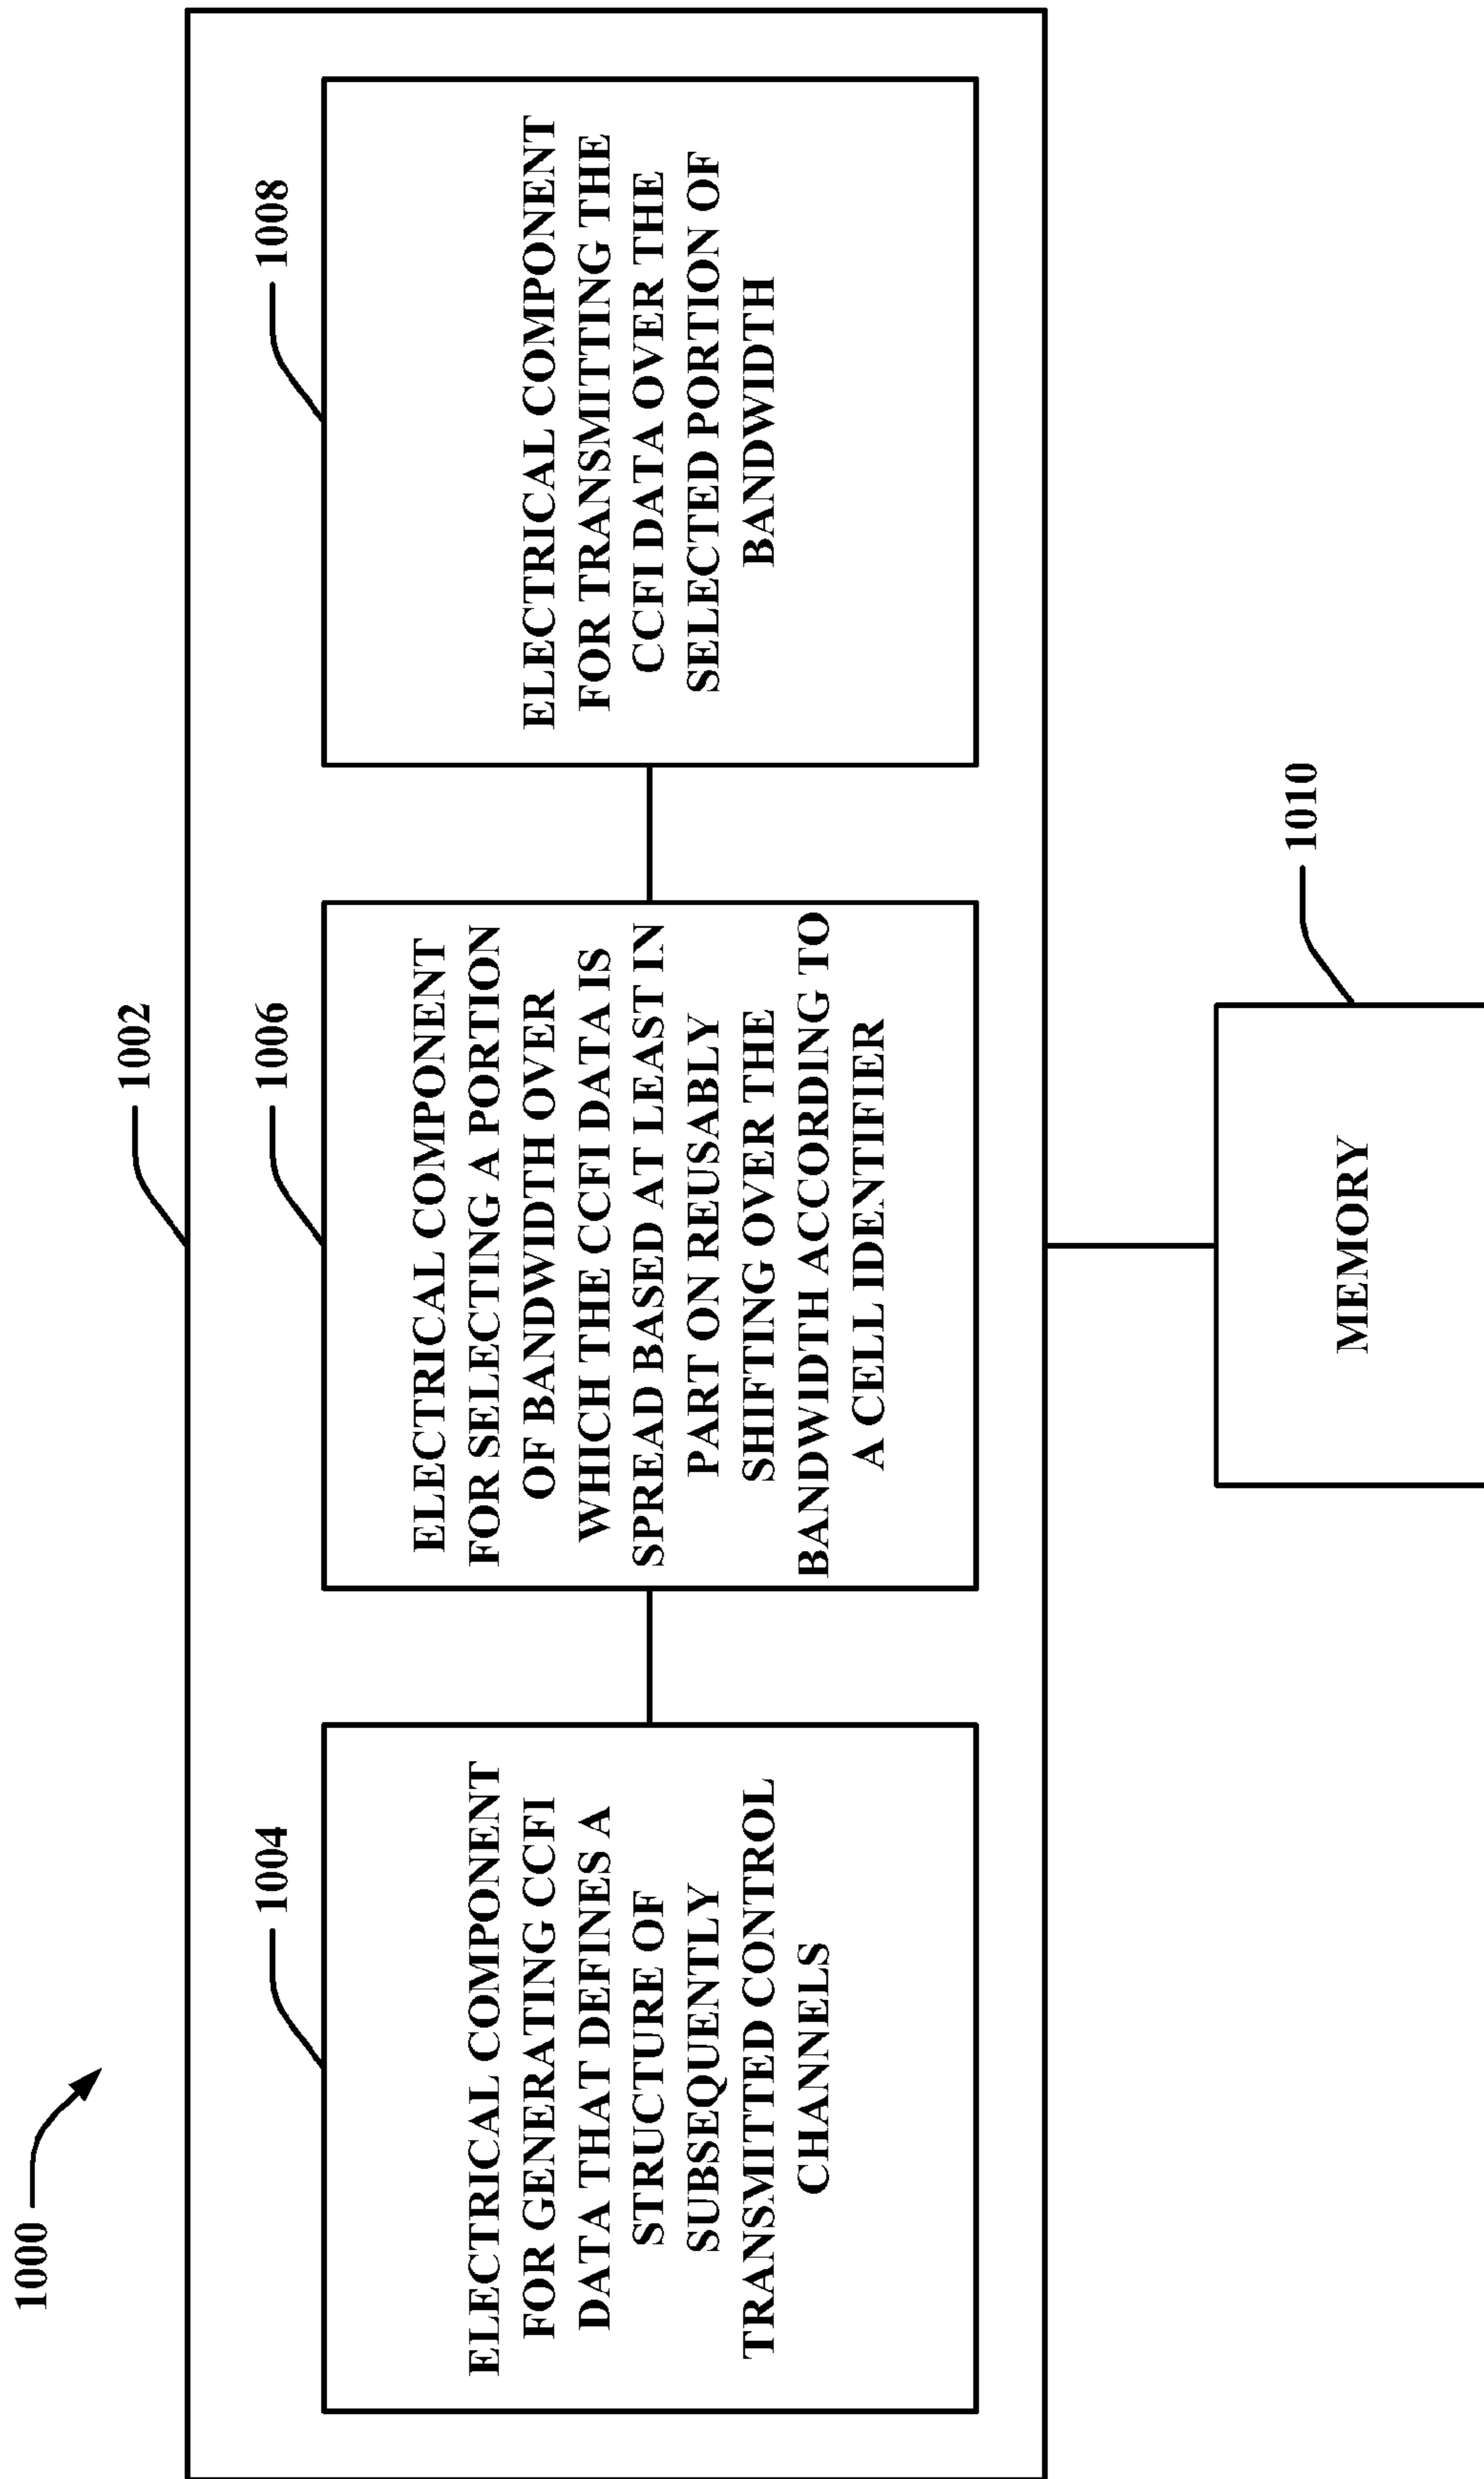 1000
1002
1004
ELECTRICAL COMPONENT
FOR GENERATING CCFI
DATA THAT DEFINES A
STRUCTURE OF
SUBSEQUENTLY
TRANSMITTED CONTROL
CHANNELS
1006
ELECTRICAL COMPONENT
FOR SELECTING A PORTION
OF BANDWIDTH OVER
WHICH THE CCFI DATA IS
SPREAD BASED AT LEAST IN
PART ON REUSABLY
SHIFTING OVER THE
BANDWIDTH ACCORDING TO
A CELL IDENTIFIER
1008
ELECTRICAL COMPONENT
FOR TRANSMITTING THE
CCFI DATA OVER THE
SELECTED PORTION OF
BANDWIDTH
1010
MEMORY